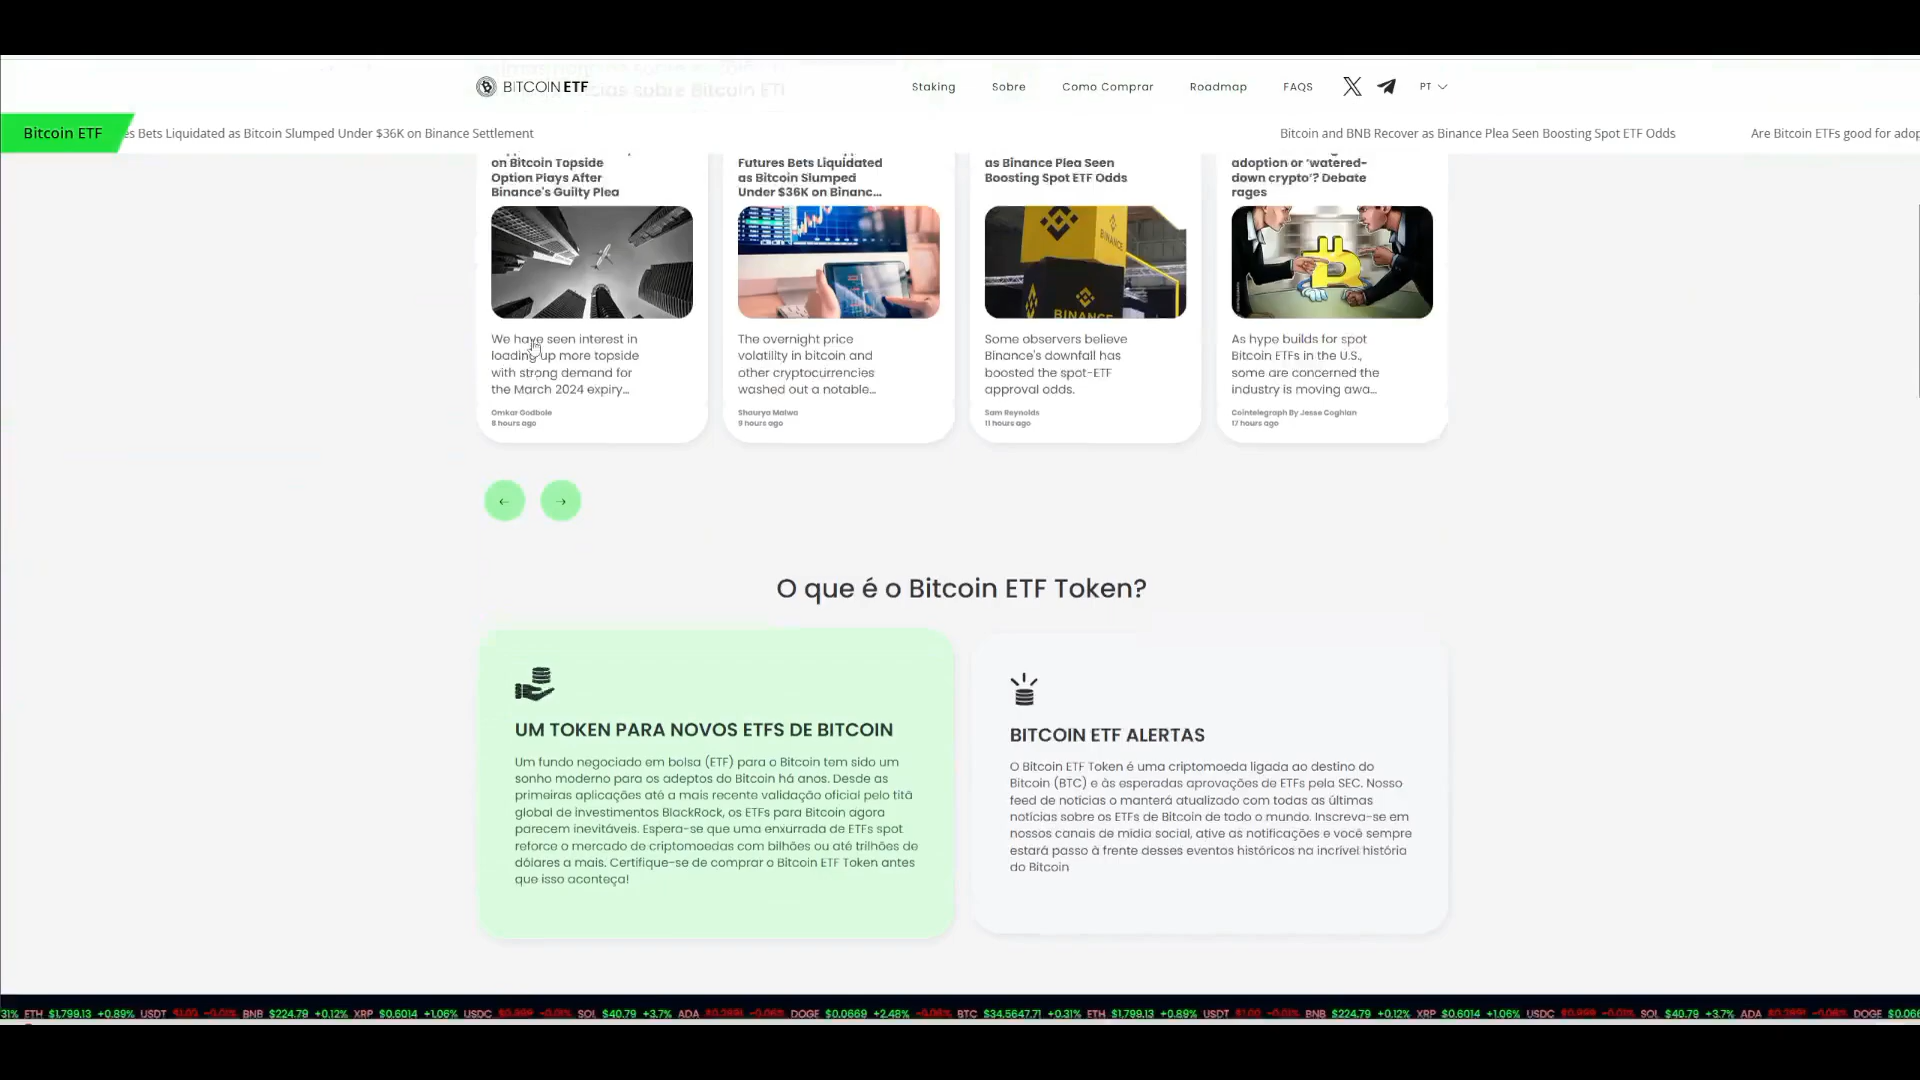 BITCOIN ETF
Staking
Sobre
Como Comprar
Roadmap
FAQS
PT
Bitcoin ETF
es Bets Liquidated as Bitcoin Slumped Under $36K on Binance Settlement
Bitcoin and BNB Recover as Binance Plea Seen Boosting Spot ETF Odds
Are Bitcoin ETFs good for adop
on Bitcoin Topside
Option Plays After
Binance's Guilty Plea
We have seen interest in
loading up more topside
with strong demand for
the March 2024 expiry...
Omkar Godbole
8 hours ago
Futures Bets Liquidated
as Bitcoin Slumped
Under $36K on Binanc...
The overnight price
volatility in bitcoin and
other cryptocurrencies
washed out a notable...
Shaurya Malwa
9 hours ago
as Binance Plea Seen
Boosting Spot ETF Odds
BINANCE
BINANCE
Some observers believe
Binance's downfall has
boosted the spot-ETF
approval odds.
Sam Reynolds
11 hours ago
adoption or 'watered-
down crypto'? Debate
rages
As hype builds for spot
Bitcoin ETFs in the U.S.,
some are concerned the
industry is moving awa...
Cointelegraph By Jesse Coghlan
17 hours ago
O que é o Bitcoin ETF Token?
UM TOKEN PARA NOVOS ETFS DE BITCOIN
Um fundo negociado em bolsa (ETF) para o Bitcoin tem sido um
sonho moderno para os adeptos do Bitcoin há anos. Desde as
primeiras aplicações até a mais recente validação oficial pelo titã
global de investimentos BlackRock, os ETFs para Bitcoin agora
parecem inevitáveis. Espera-se que uma enxurrada de ETFs spot
reforce o mercado de criptomoedas com bilhões ou até trilhões de
dólares a mais. Certifique-se de comprar o Bitcoin ETF Token antes
que isso aconteça!
BITCOIN ETF ALERTAS
O Bitcoin ETF Token é uma criptomoeda ligada ao destino do
Bitcoin (BTC) e às esperadas aprovações de ETFs pela SEC. Nosso
feed de notícias o manterá atualizado com todas as últimas
notícias sobre os ETFs de Bitcoin de todo o mundo. Inscreva-se em
nossos canais de mídia social, ative as notificações e você sempre
estará passo à frente desses eventos históricos na incrível história
do Bitcoin
31% ETH $1,799.13 +0.89% USDT BNB $224.79 +0.12% XRP $0.6014 +1.06% USDC SOL $40.79 +3.7% ADA DOGE $0.0669 +2.48% BTC $34,564.771 +0.31% ETH $1,799.13 +0.89% USDT BNB $224.79 +0.12% XRP $0.6014 +1.06% USDC SOL $40.79 +3.7% ADA DOGE $0.066